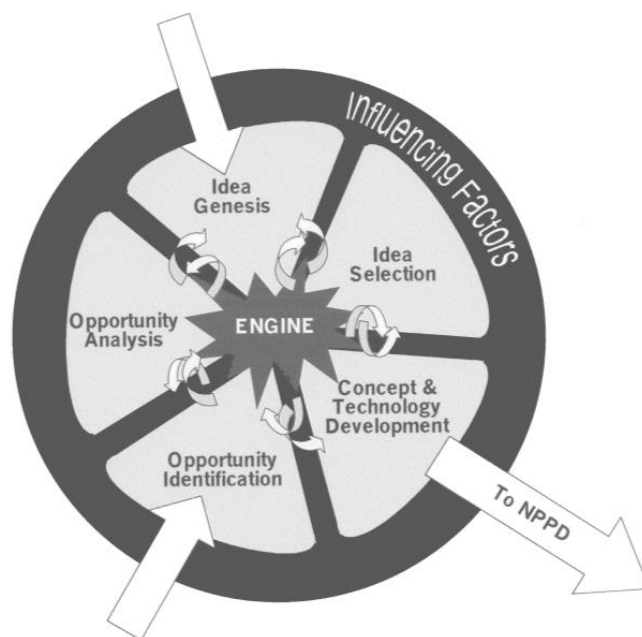 Influencing Factors
Idea
Genesis
Idea
Selection
ENGINE
Opportunity
Analysis
Concept &
Technology
Development
Opportunity
Identification
To NPPD